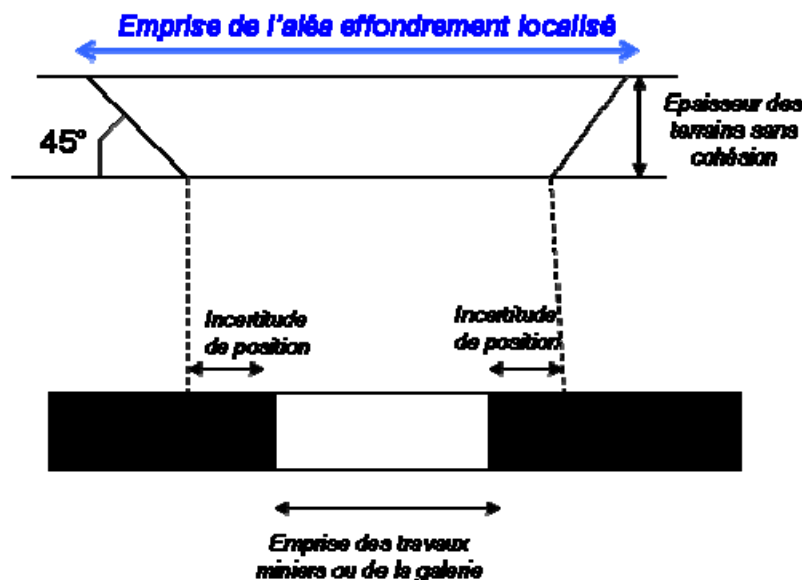 Emprise de l'aléa effondrement localisé
45°
Epaisseur des
terrains sans
cohésion
Incertitude
de position
Incertitude
de position
Emprise des travaux
miniers ou de la galerie